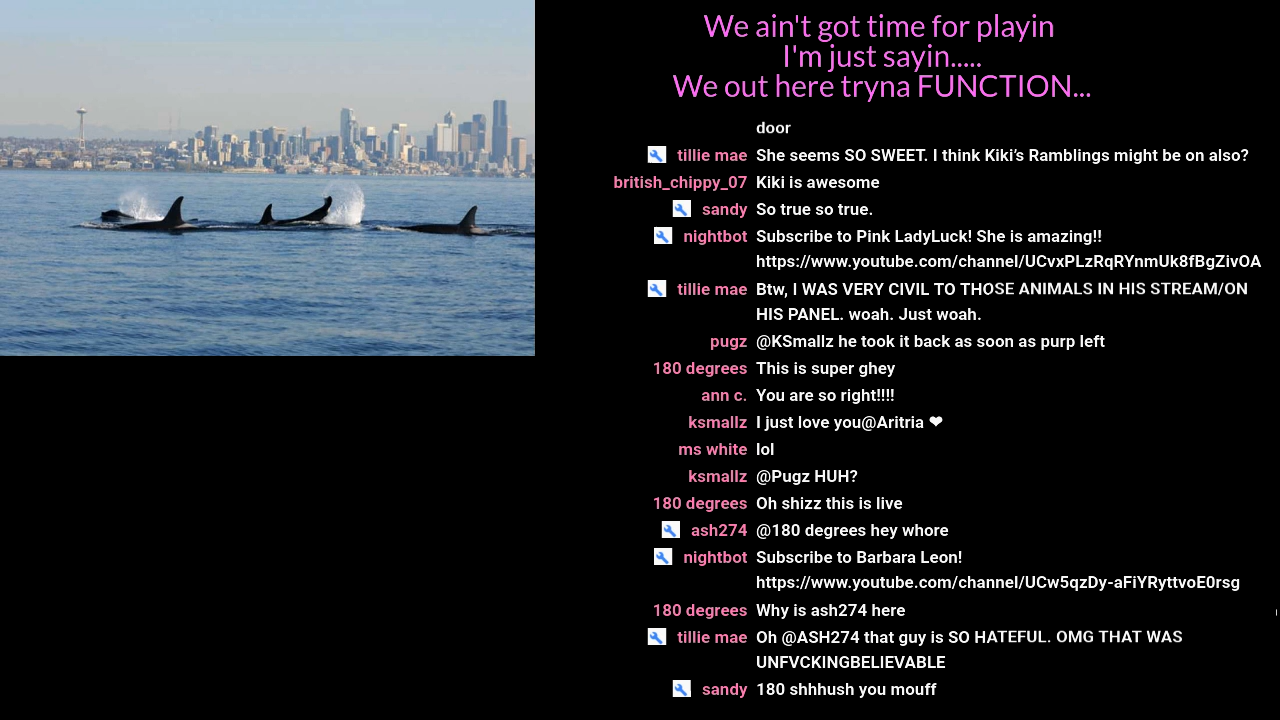 We ain't got time for playin
I'm just sayin.....
We out here tryna FUNCTION...
door
tillie mae She seems SO SWEET. I think Kiki's Ramblings might be on also?
british_chippy_07 Kiki is awesome
sandy So true so true.
nightbot Subscribe to Pink LadyLuck! She is amazing!!
https://www.youtube.com/channel/UCvxPLzRqRYnmUk8fBgZivOA
tillie mae Btw, I WAS VERY CIVIL TO THOSE ANIMALS IN HIS STREAM/ON
HIS PANEL. woah. Just woah.
pugz @KSmallz he took it back as soon as purp left
180 degrees This is super ghey
ann c. You are so right!!!!
ksmallz I just love you@Aritria ❤
ms white lol
ksmallz @Pugz HUH?
180 degrees Oh shizz this is live
ash274 @180 degrees hey whore
nightbot Subscribe to Barbara Leon!
https://www.youtube.com/channel/UCw5qzDy-aFiYRyttvoE0rsg
180 degrees Why is ash274 here
tillie mae Oh @ASH274 that guy is SO HATEFUL. OMG THAT WAS
UNFVCKINGBELIEVABLE
sandy 180 shhhush you mouff